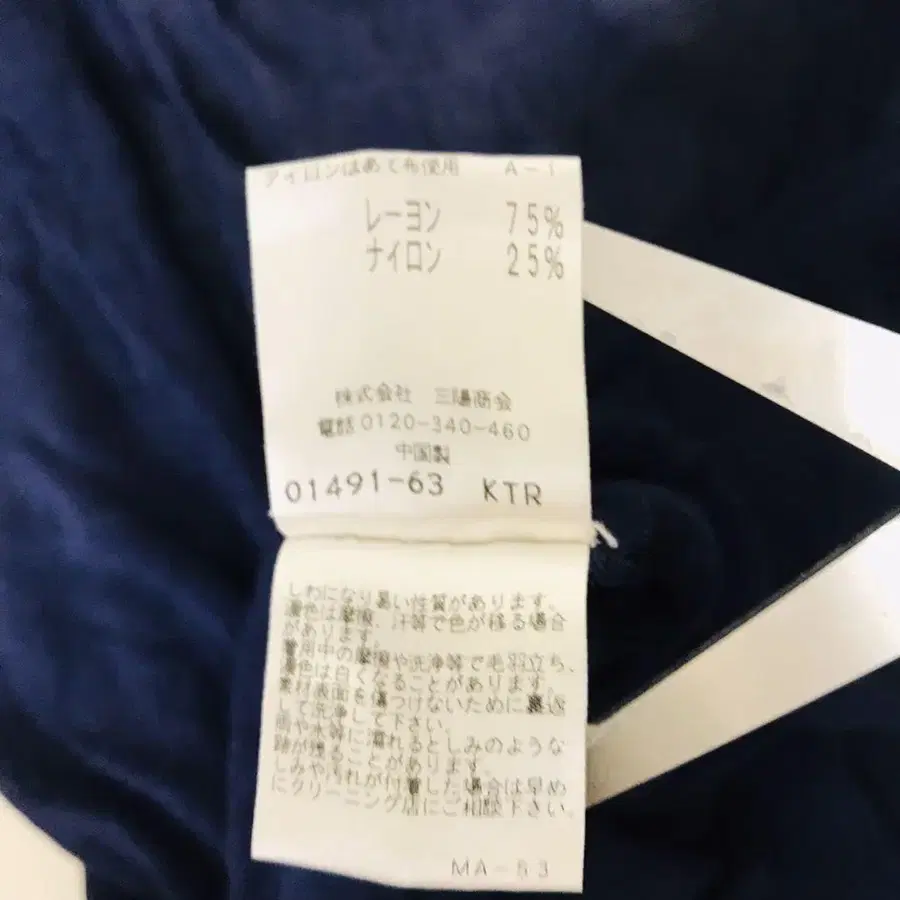 アイロンはあて布使用 A-1
レーヨン 75%
ナイロン 25%
株式会社 三陽商会
電話0120-340-460
中国製
01491-63 KTR
しわになり易い性質があります。
濃色は摩擦、汗等で色が移る場合
があります。
着用中の摩擦や洗浄等で毛羽立ち、
濃色は白くなることがあります。
素材表面を傷つけないために裏返
して洗浄して下さい。
雨や水等に濡れるとしみのような
跡が残ることがあります。
しみや汚れが付着した場合は早め
にクリーニング店にご相談下さい。
MA-53